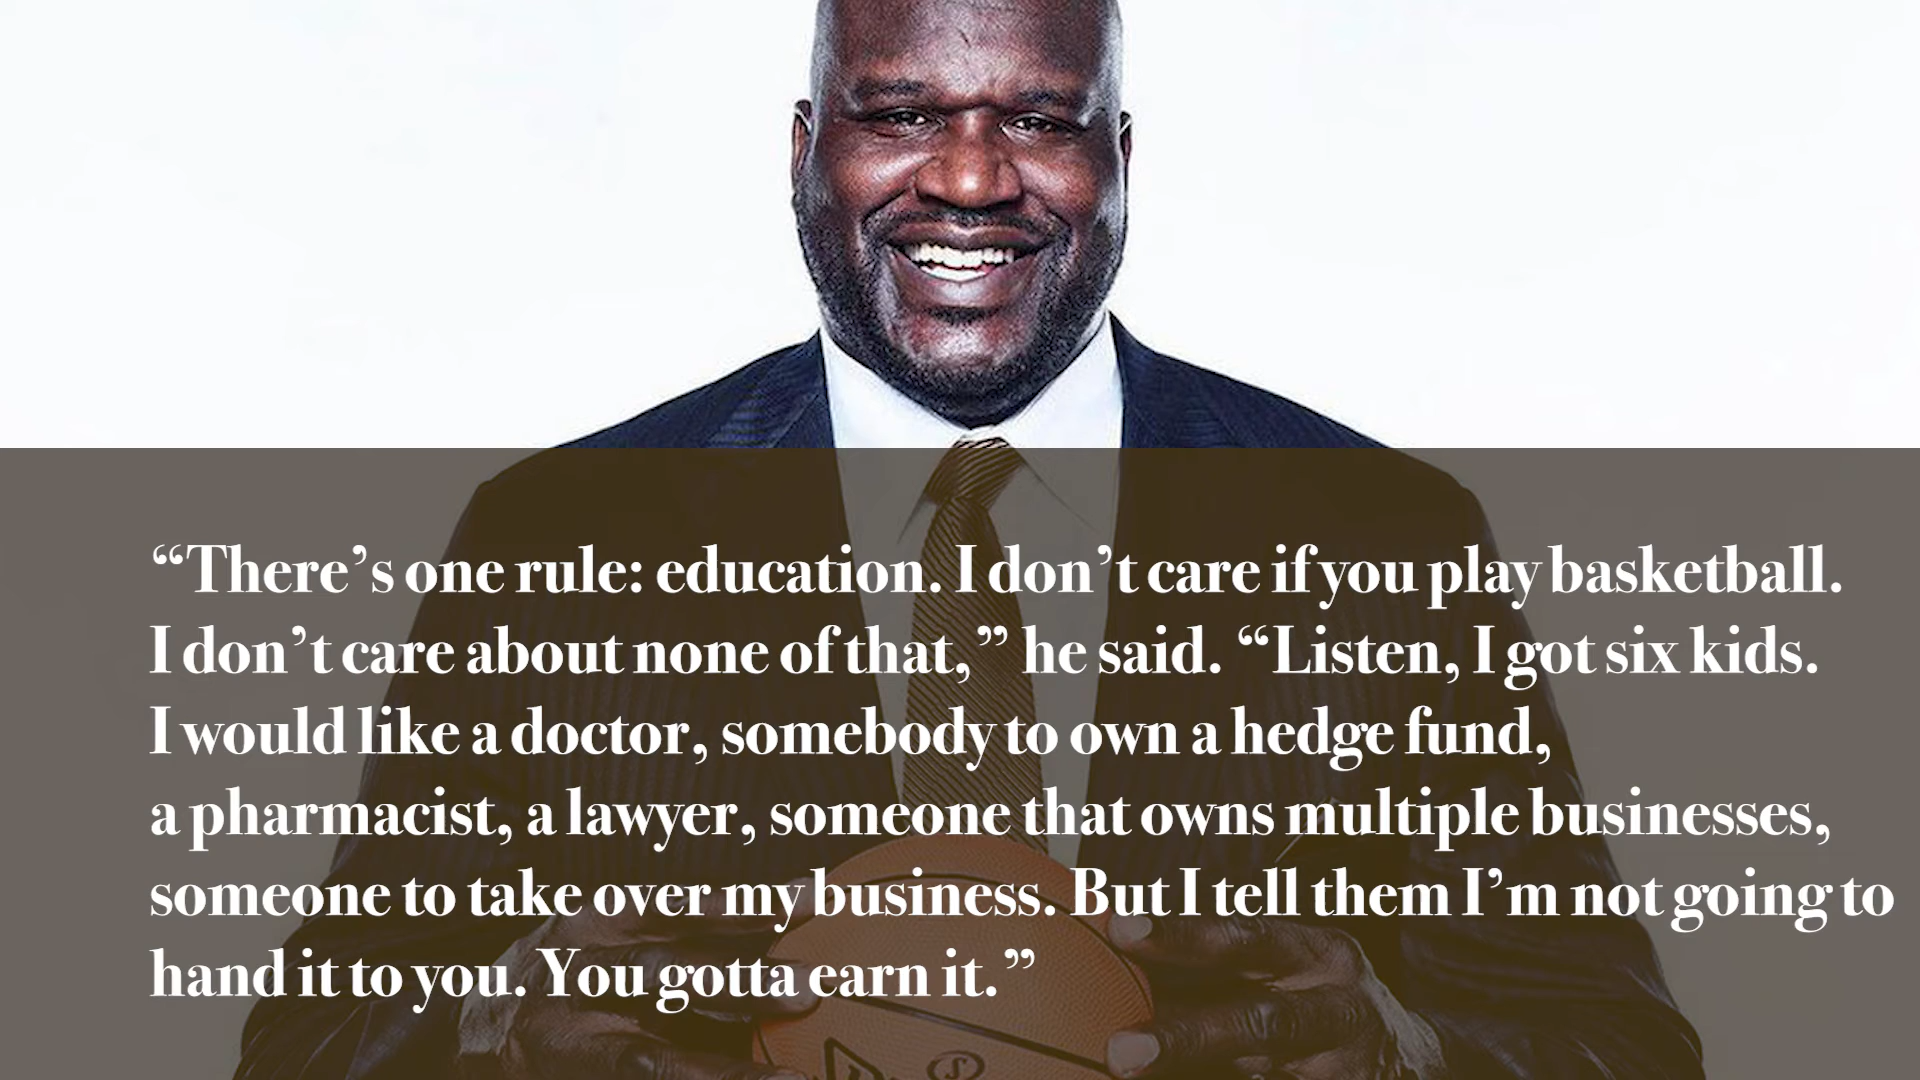 “There’s one rule: education. I don’t care if you play basketball.
I don’t care about none of that,” he said. “Listen, I got six kids.
I would like a doctor, somebody to own a hedge fund,
a pharmacist, a lawyer, someone that owns multiple businesses,
someone to take over my business. But I tell them I’m not going to
hand it to you. You gotta earn it.”